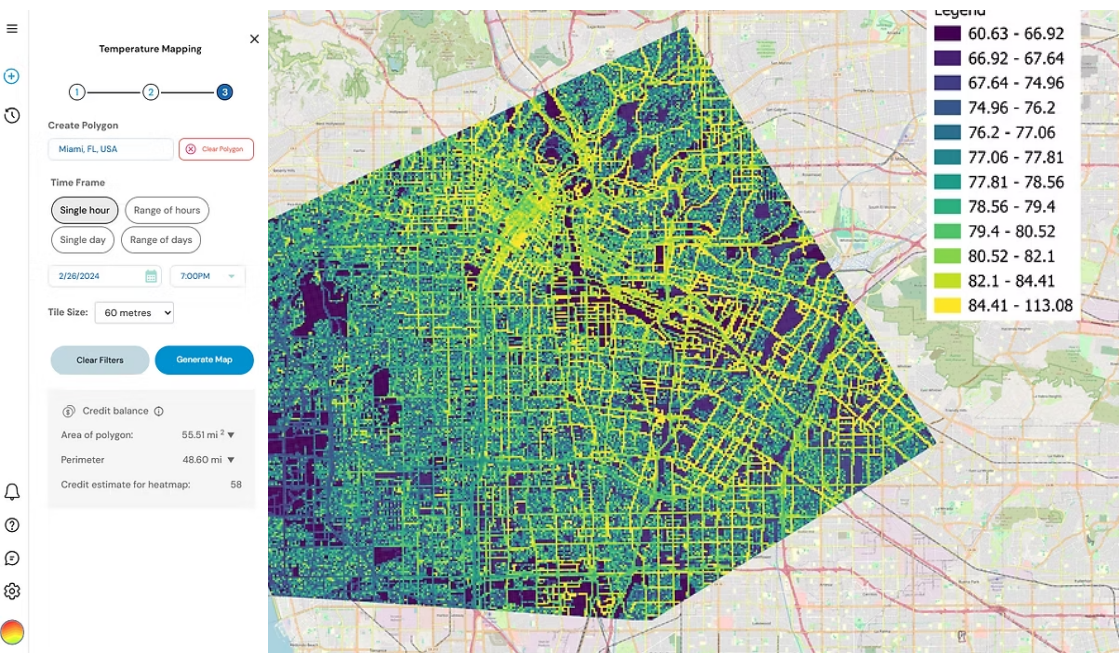 Temperature Mapping
1 2 3
Create Polygon
Miami, FL, USA
Clear Polygon
Time Frame
Single hour
Range of hours
Single day
Range of days
2/26/2024
7:00PM
Tile Size: 60 metres
Clear Filters
Generate Map
Credit balance
Area of polygon: 55.51 mi 2
Perimeter 48.60 mi
Credit estimate for heatmap: 58
Legend
60.63 - 66.92
66.92 - 67.64
67.64 - 74.96
74.96 - 76.2
76.2 - 77.06
77.06 - 77.81
77.81 - 78.56
78.56 - 79.4
79.4 - 80.52
80.52 - 82.1
82.1 - 84.41
84.41 - 113.08